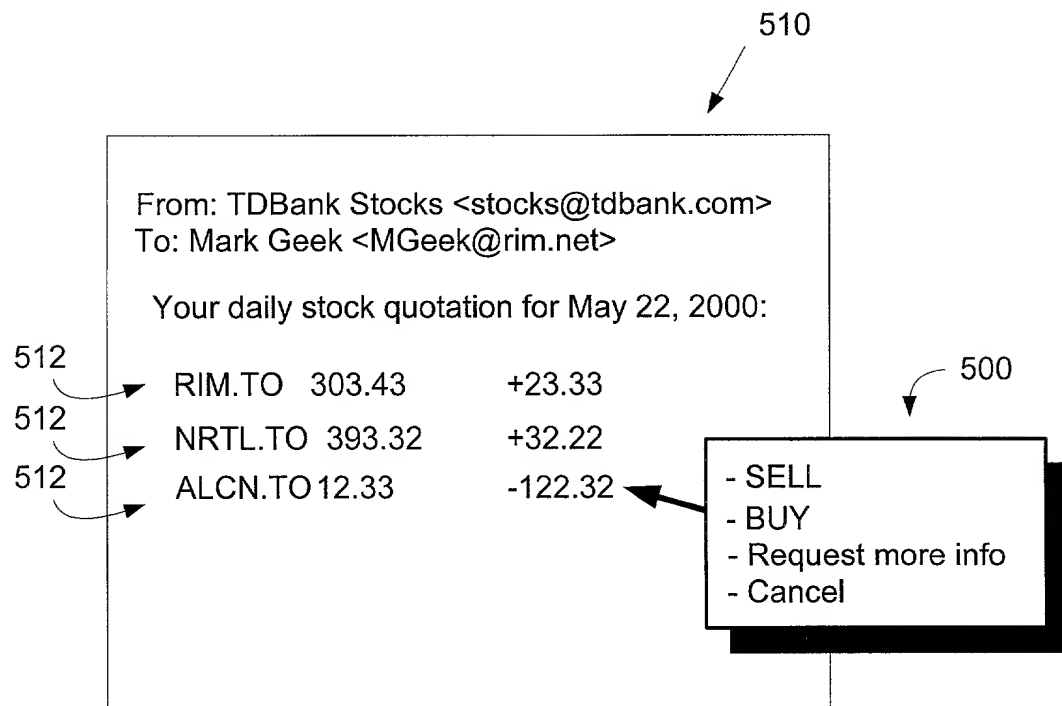 510
From: TDBank Stocks <stocks@tdbank.com>
To: Mark Geek <MGeek@rim.net>
Your daily stock quotation for May 22, 2000:
512 RIM.TO 303.43 +23.33
500
512 NRTL.TO 393.32 +32.22
512 ALCN.TO 12.33 -122.32
- SELL
- BUY
- Request more info
- Cancel